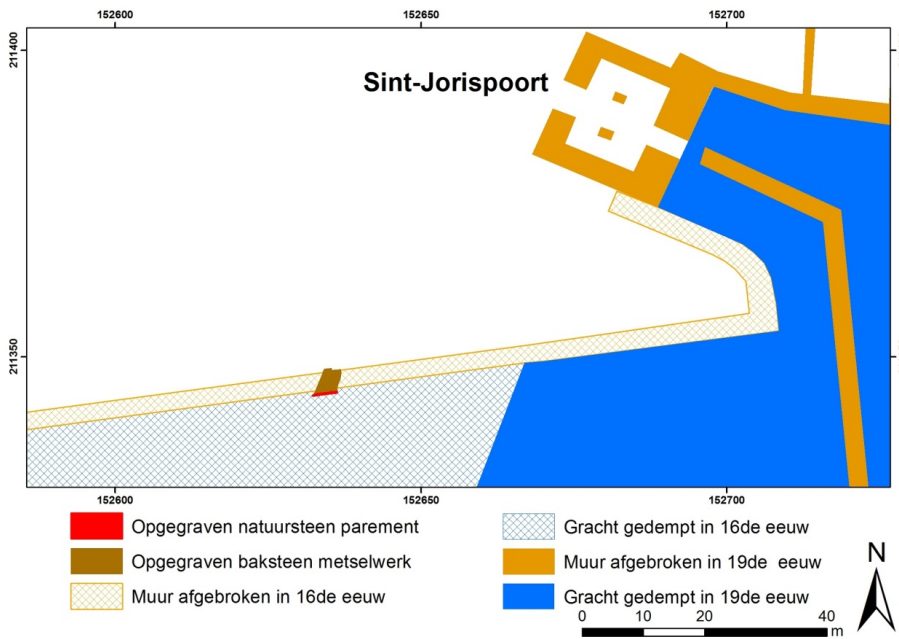 152600 152650 152700
211400
Sint-Jorispoort
211350
152600 152650 152700
Opgegraven natuursteen parement
Opgegraven baksteen metselwerk
Muur afgebroken in 16de eeuw
Gracht gedempt in 16de eeuw
Muur afgebroken in 19de eeuw
Gracht gedempt in 19de eeuw
N
0 10 20 40
m